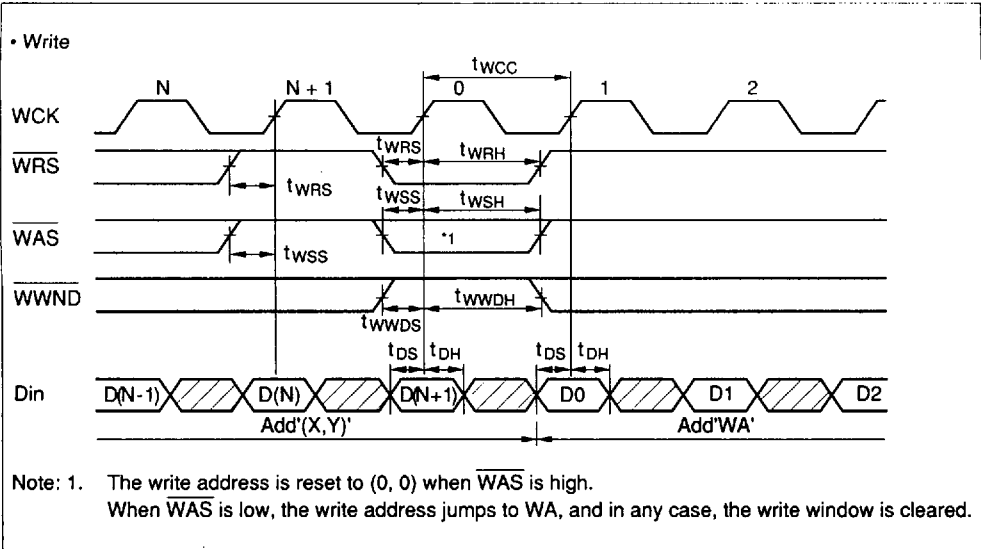 • Write
tWCC
N N + 1 0 1 2
WCK
tWRS tWRH
WRS
tWRS
tWSS tWSH
WAS
*1
tWSS
WWND
tWWDH
tWWDS
tDS tDH tDS tDH
Din D(N-1) D(N) D(N+1) D0 D1 D2
Add'(X,Y)' Add'WA'
Note: 1. The write address is reset to (0, 0) when WAS is high.
When WAS is low, the write address jumps to WA, and in any case, the write window is cleared.